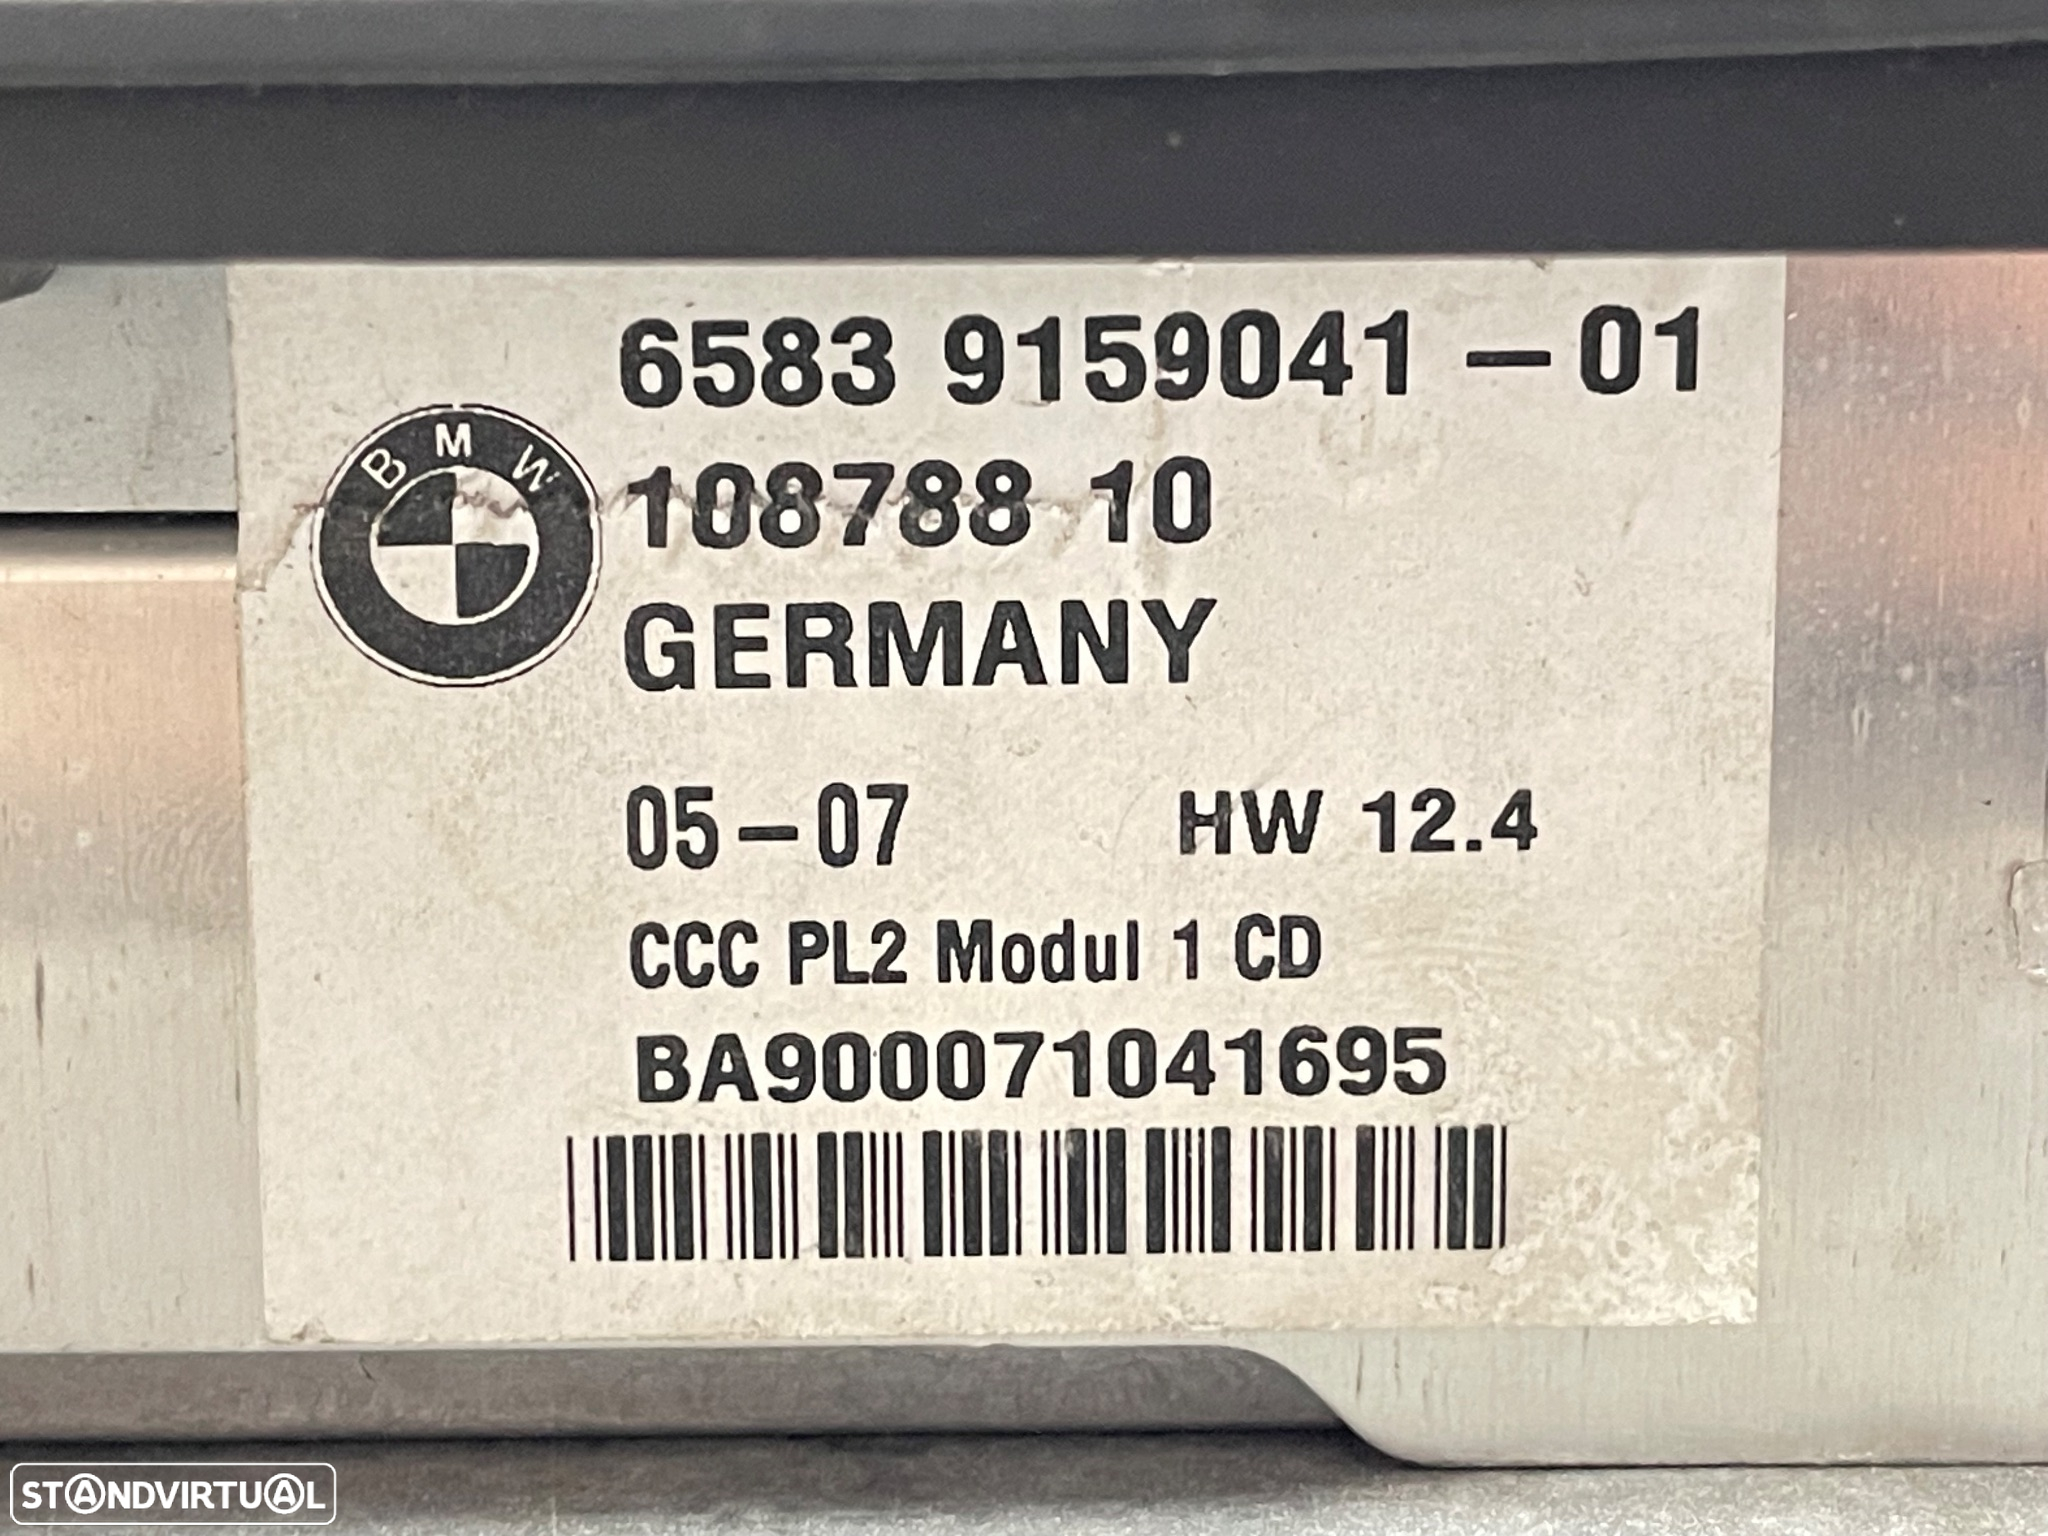 6583 9159041-01
BMW
108788 10
GERMANY
05-07 HW 12.4
CCC PL2 Modul 1 CD
BA900071041695
STANDVIRTUAL